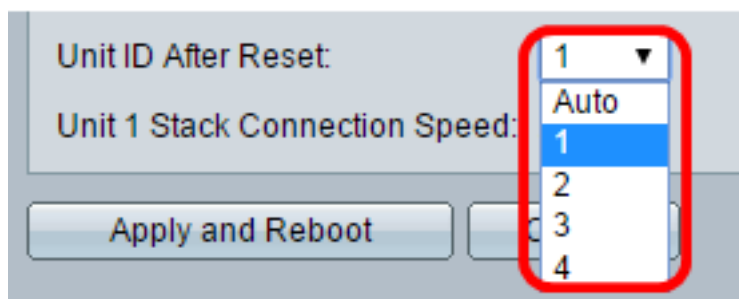 Unit ID After Reset: 1
Auto
Unit 1 Stack Connection Speed:
1
2
Apply and Reboot
3
4